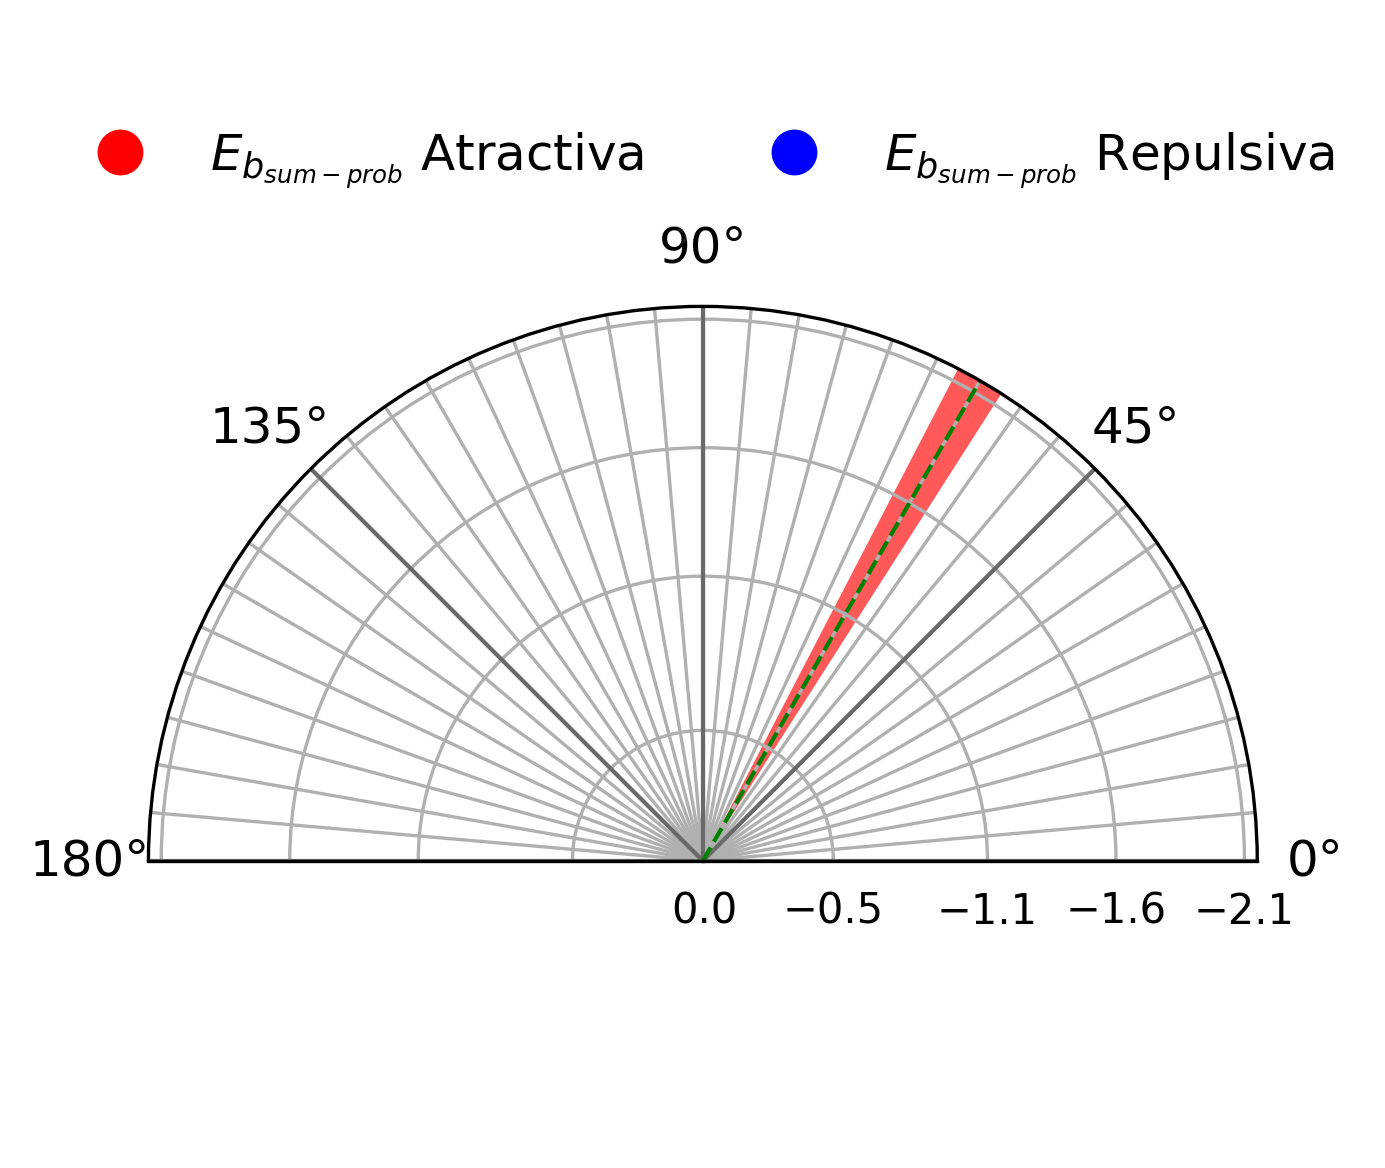 E_{b_{sum-prob}} Atractiva E_{b_{sum-prob}} Repulsiva
90°
135° 45°
180° 0°
0.0 −0.5 −1.1 −1.6 −2.1